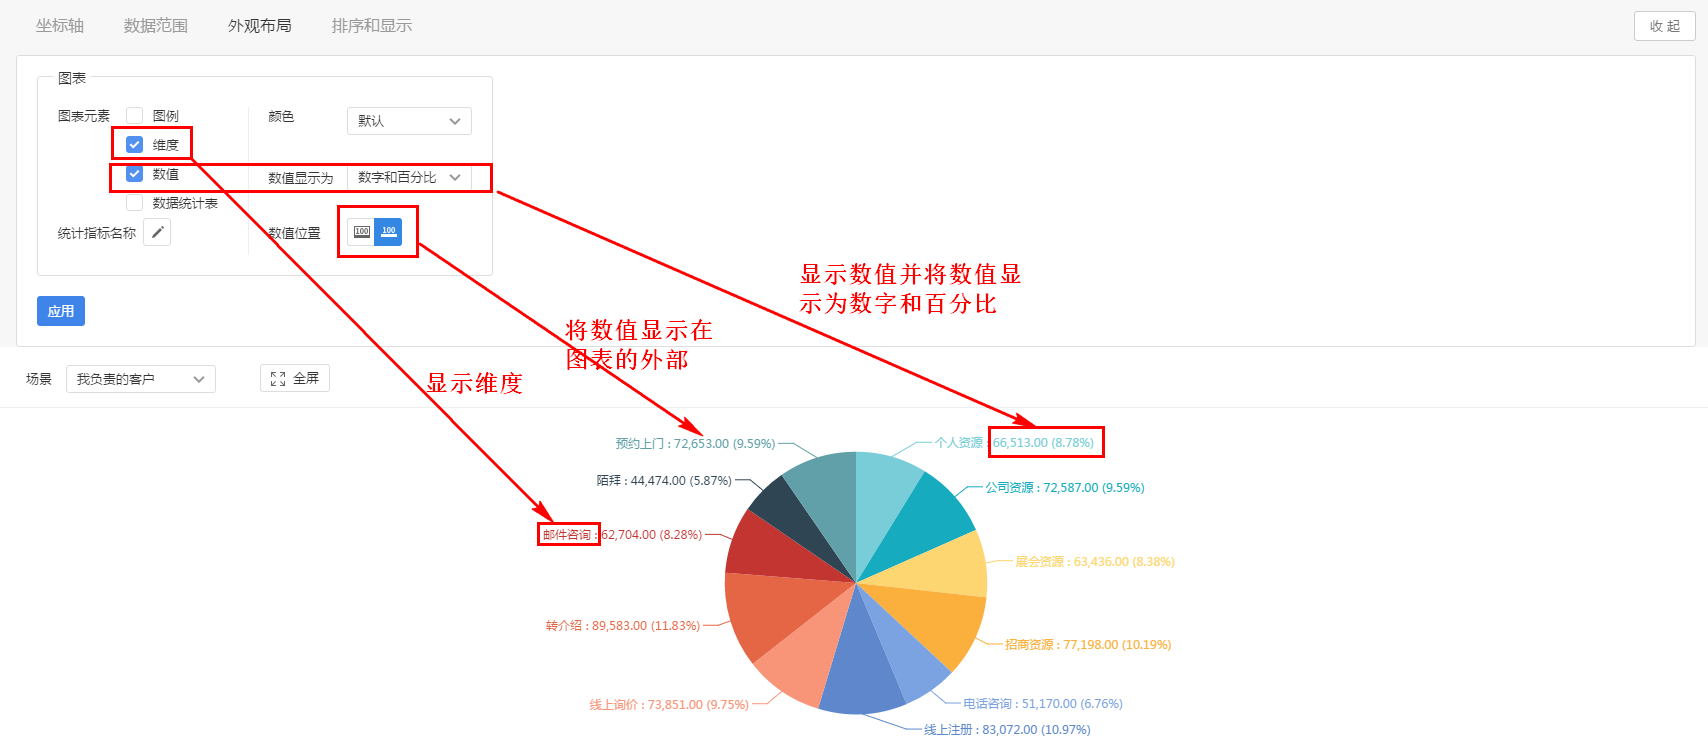 坐标轴 数据范围 外观布局 排序和显示 收 起
图表
图表元素 图例 颜色 默认
维度
数值 数值显示为 数字和百分比
数据统计表
统计指标名称 数值位置 100 100
应用
显示数值并将数值显
示为数字和百分比
将数值显示在
图表的外部
显示维度
场景 我负责的客户 全屏
预约上门 : 72,653.00 (9.59%)
个人资源 : 66,513.00 (8.78%)
陌拜 : 44,474.00 (5.87%)
公司资源 : 72,587.00 (9.59%)
邮件咨询 : 62,704.00 (8.28%)
展会资源 : 63,436.00 (8.38%)
转介绍 : 89,583.00 (11.83%)
招商资源 : 77,198.00 (10.19%)
线上询价 : 73,851.00 (9.75%)
电话咨询 : 51,170.00 (6.76%)
线上注册 : 83,072.00 (10.97%)